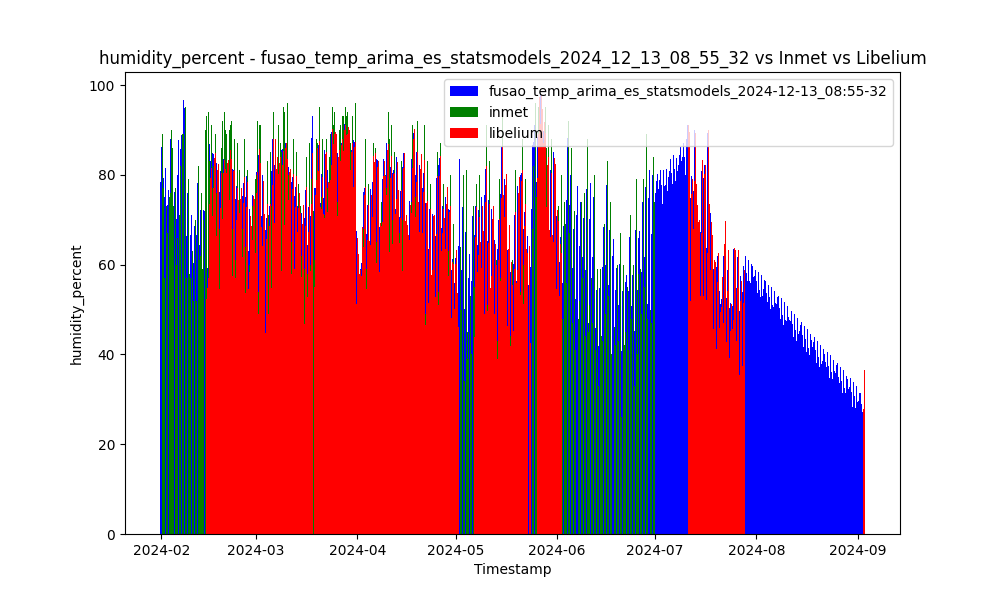 humidity_percent - fusao_temp_arima_es_statsmodels_2024_12_13_08_55_32 vs Inmet vs Libelium
fusao_temp_arima_es_statsmodels_2024-12-13_08:55-32
inmet
libelium
humidity_percent
100
80
60
40
20
0
2024-02 2024-03 2024-04 2024-05 2024-06 2024-07 2024-08 2024-09
Timestamp